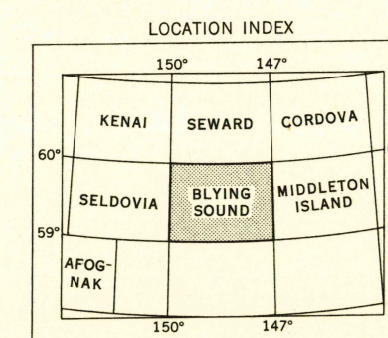 LOCATION INDEX
150° 147°
KENAI SEWARD CORDOVA
60°
SELDOVIA BLYING SOUND MIDDLETON ISLAND
59°
AFOG-
NAK
150° 147°